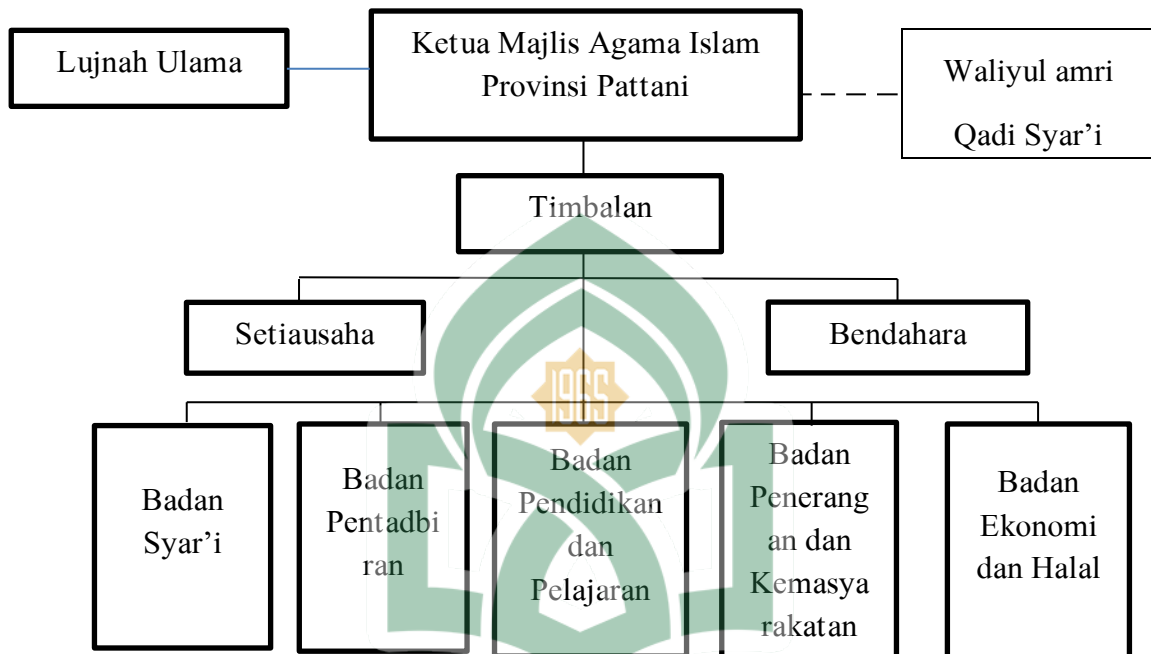 Lujnah Ulama
Ketua Majlis Agama Islam
Provinsi Pattani
Waliyul amri
Qadi Syar’i
Timbalan
Setiausaha
Bendahara
1965
Badan
Syar’i
Badan
Pentadbi
ran
Badan
Pendidikan
dan
Pelajaran
Badan
Penerang
an dan
Kemasya
rakatan
Badan
Ekonomi
dan Halal